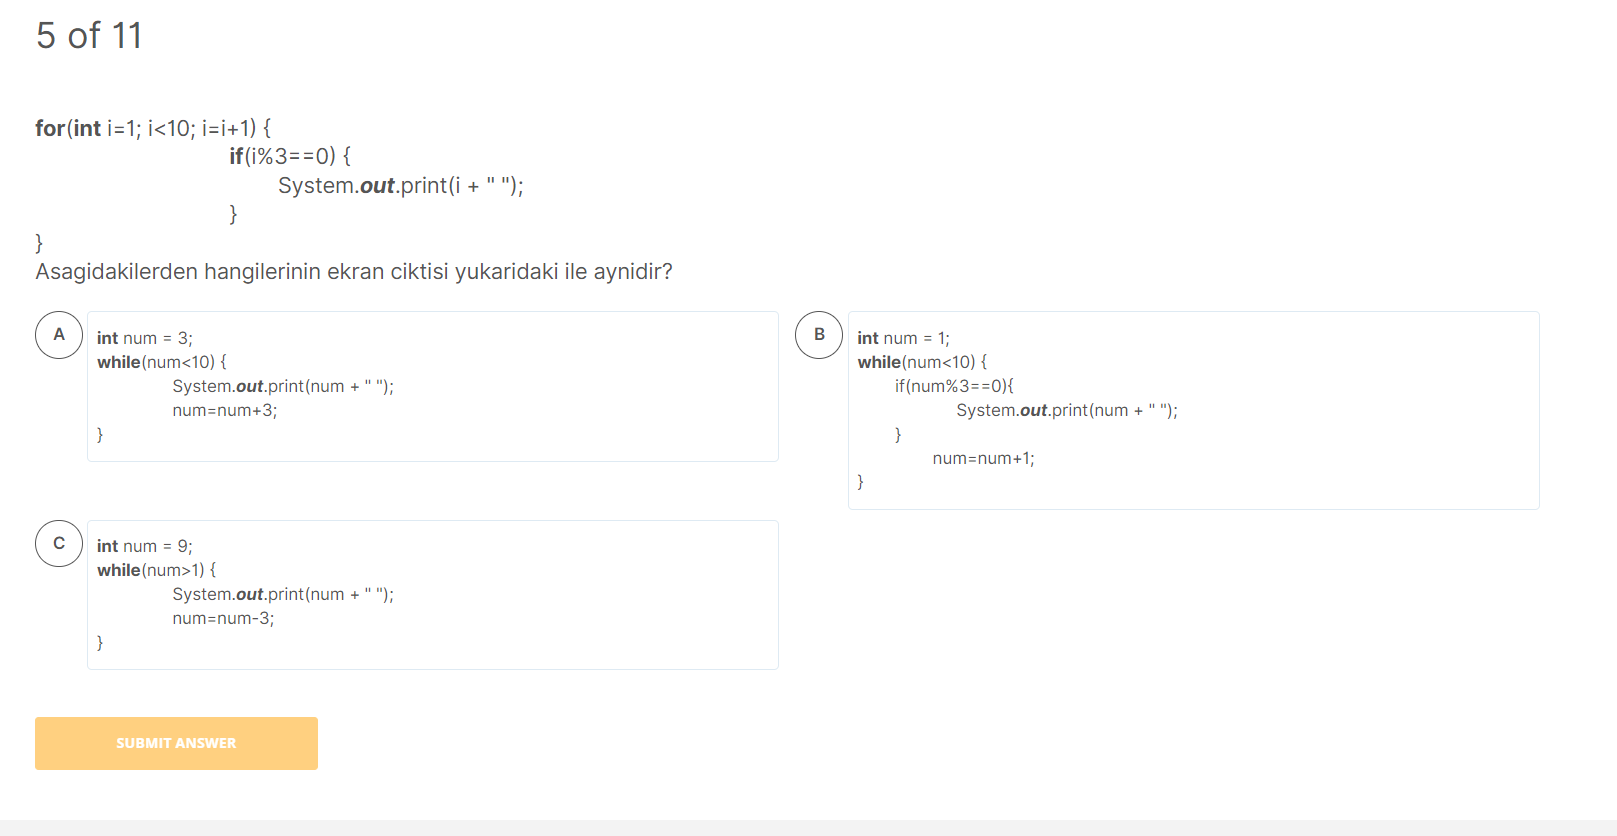 5 of 11
for(int i=1; i<10; i=i+1) {
if(i%3==0) {
System.out.print(i + " ");
}
}
Asagidakilerden hangilerinin ekran ciktisi yukaridaki ile aynidir?
A
int num = 3;
while(num<10) {
System.out.print(num + " ");
num=num+3;
}
B
int num = 1;
while(num<10) {
if(num%3==0){
System.out.print(num + " ");
}
num=num+1;
}
C
int num = 9;
while(num>1) {
System.out.print(num + " ");
num=num-3;
}
SUBMIT ANSWER